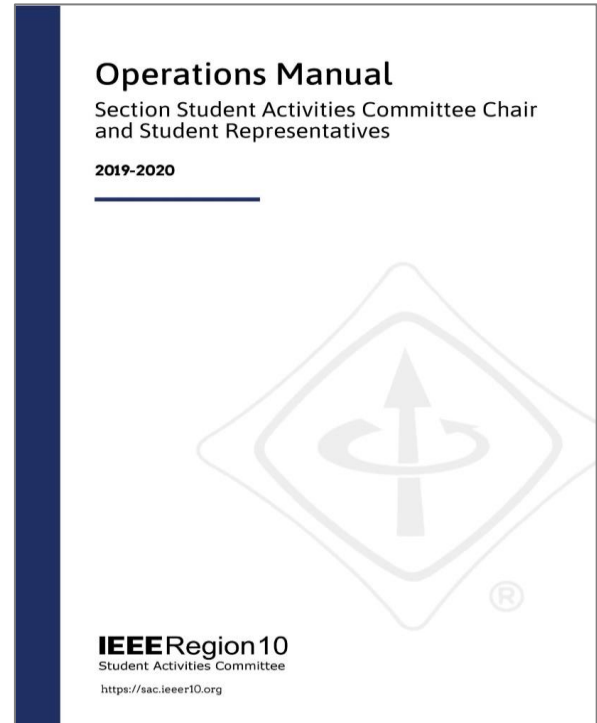 Operations Manual
Section Student Activities Committee Chair
and Student Representatives
2019-2020
®
IEEE Region 10
Student Activities Committee
https://sac.ieeer10.org